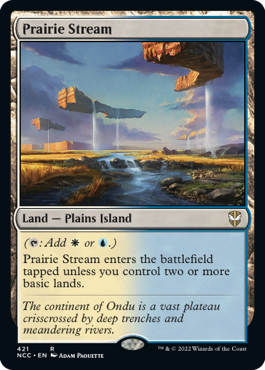 Prairie Stream
Land — Plains Island
(: Add or .)
Prairie Stream enters the battlefield
tapped unless you control two or more
basic lands.
The continent of Ondu is a vast plateau
crisscrossed by deep trenches and
meandering rivers.
421 R
NCC • EN Adam Paquette
™ & © 2022 Wizards of the Coast